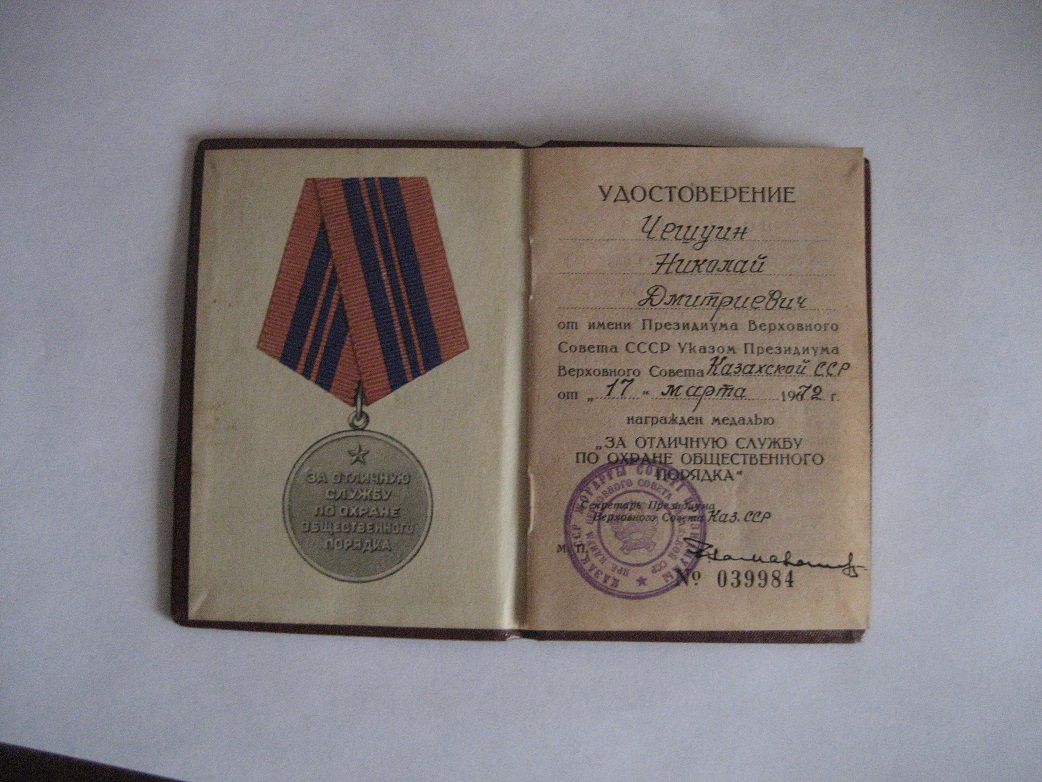 ЗА ОТЛИЧНУЮ
СЛУЖБУ
ПО ОХРАНЕ
ОБЩЕСТВЕННОГО
ПОРЯДКА
УДОСТОВЕРЕНИЕ
Чешуин
Николай
Дмитриевич
от имени Президиума Верховного
Совета СССР Указом Президиума
Верховного Совета Казахской ССР
от „17“ марта 1972 г.
награжден медалью
„ЗА ОТЛИЧНУЮ СЛУЖБУ
ПО ОХРАНЕ ОБЩЕСТВЕННОГО
ПОРЯДКА“
Секретарь Президиума
Верховного Совета Каз. ССР
М. П.
№ 039984